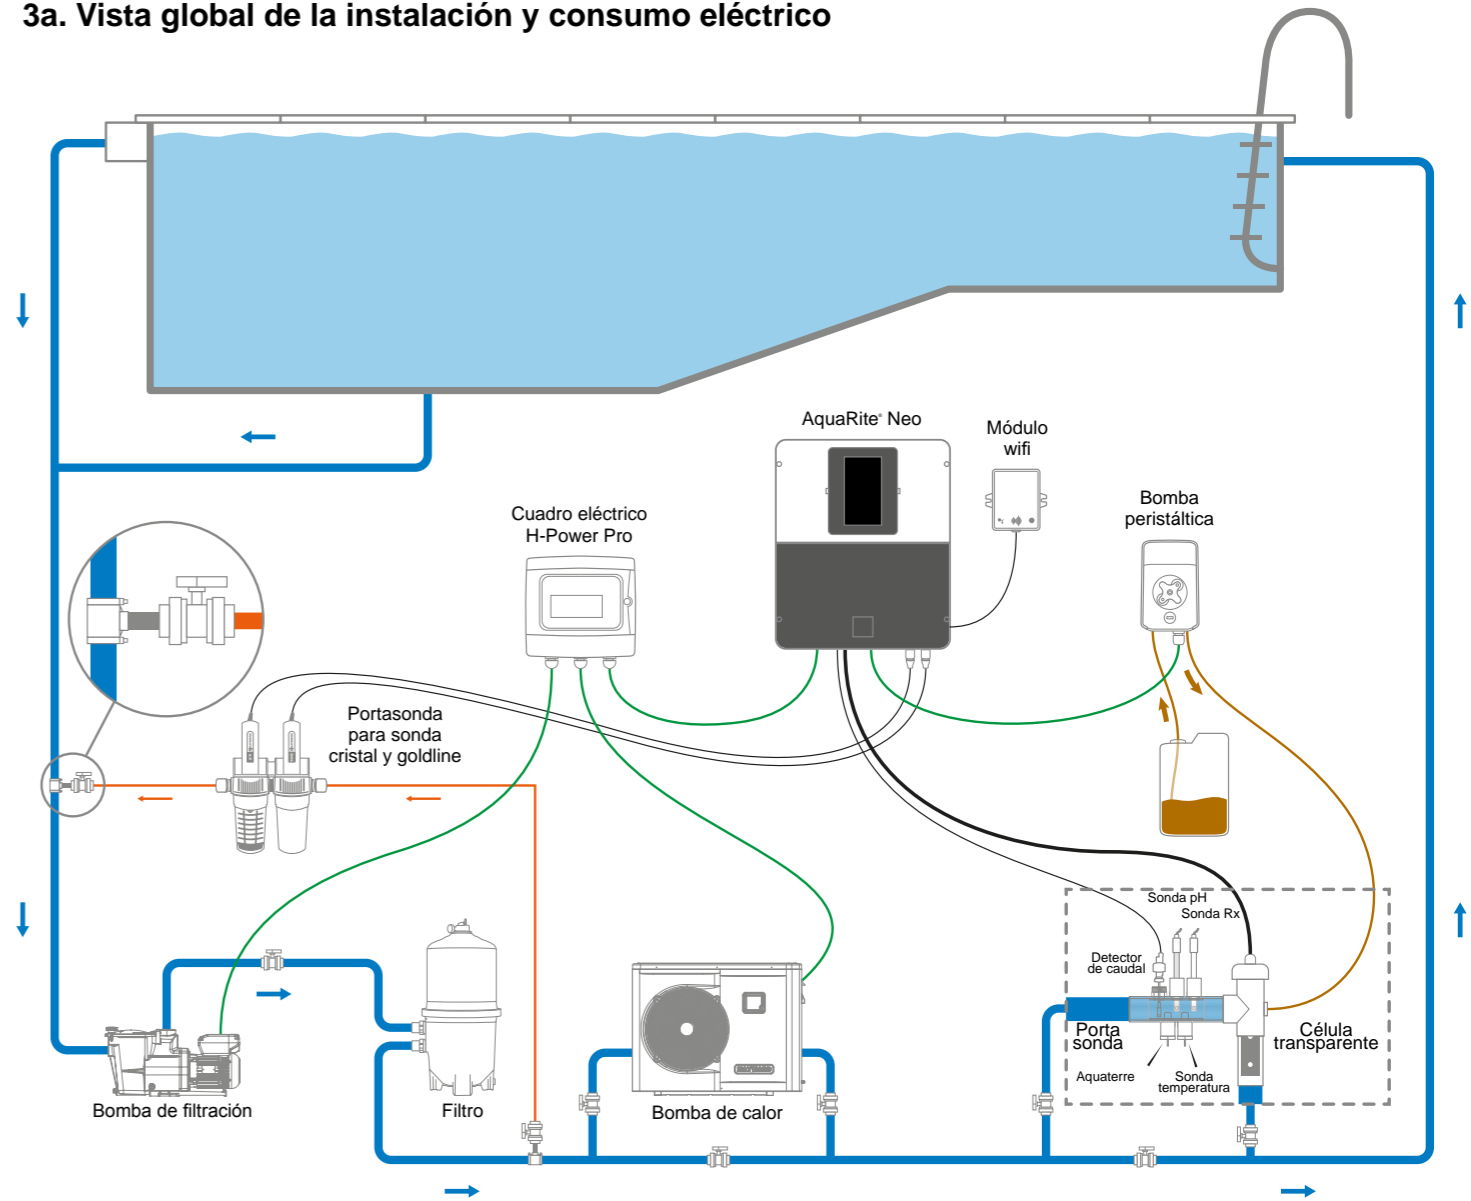 3a. Vista global de la instalación y consumo eléctrico
AquaRite® Neo
Módulo
wifi
Bomba
peristáltica
Cuadro eléctrico
H-Power Pro
Portasonda
para sonda
cristal y goldline
Sonda pH
Sonda Rx
Detector
de caudal
Porta
sonda
Célula
transparente
Aquaterre
Sonda
temperatura
Bomba de filtración
Filtro
Bomba de calor